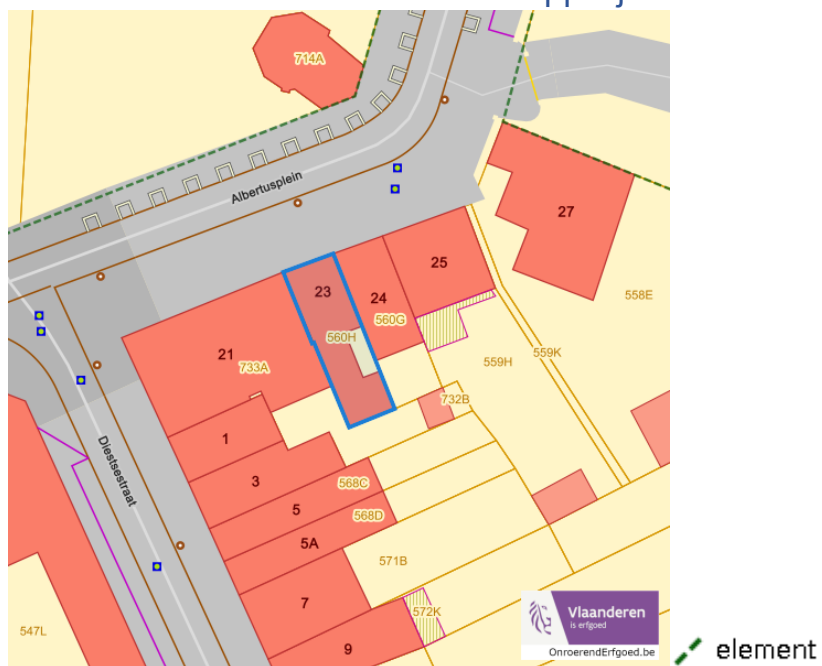 714A
Albertusplein
27
25
23
24
560H
560G
558E
559K
559H
21
733A
732B
1
3
568C
5
568D
5A
Diestsestraat
571B
7
572K
9
547L
Vlaanderen
is erfgoed
OnroerendErfgoed.be
element